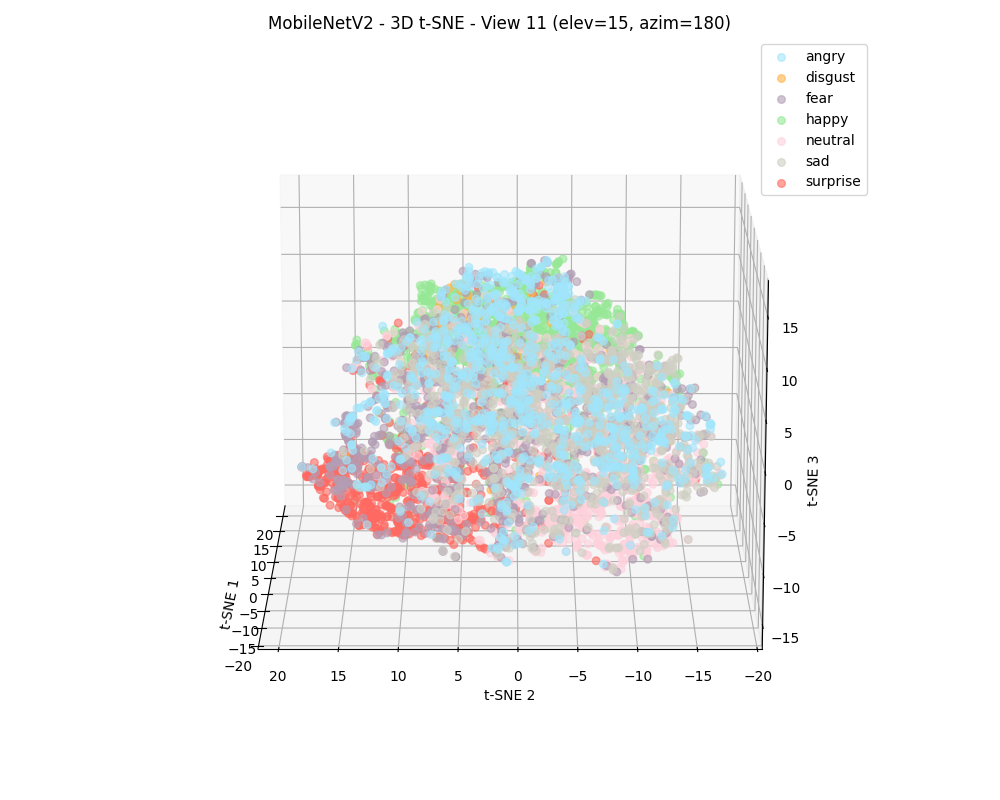 MobileNetV2 - 3D t-SNE - View 11 (elev=15, azim=180)
angry
disgust
fear
happy
neutral
sad
surprise
15
10
5
0
−5
−10
−15
t-SNE 3
20
15
10
5
0
−5
−10
−15
−20
t-SNE 1
20
15
10
5
0
−5
−10
−15
−20
t-SNE 2